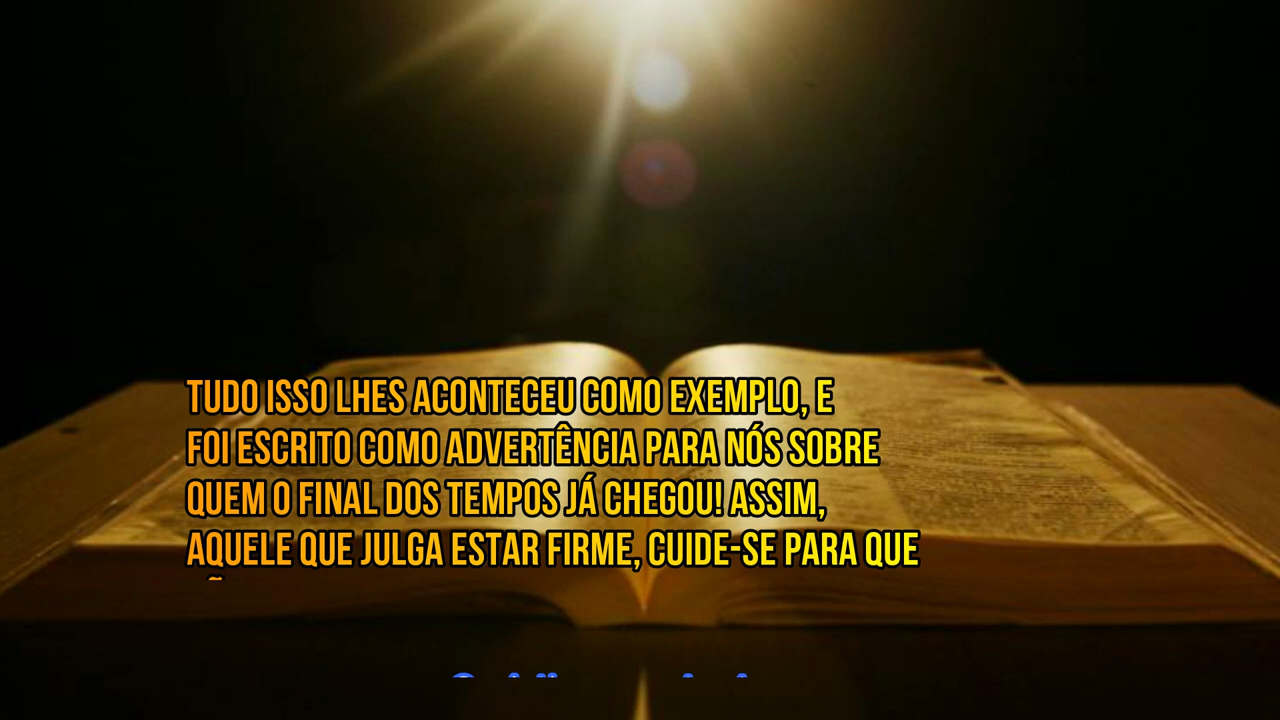 TUDO ISSO LHES ACONTECEU COMO EXEMPLO, E
FOI ESCRITO COMO ADVERTÊNCIA PARA NÓS SOBRE
QUEM O FINAL DOS TEMPOS JÁ CHEGOU! ASSIM,
AQUELE QUE JULGA ESTAR FIRME, CUIDE-SE PARA QUE